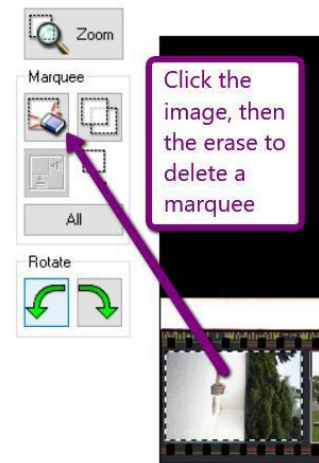 Zoom
Marquee
Click the
image, then
the erase to
delete a
marquee
All
Rotate